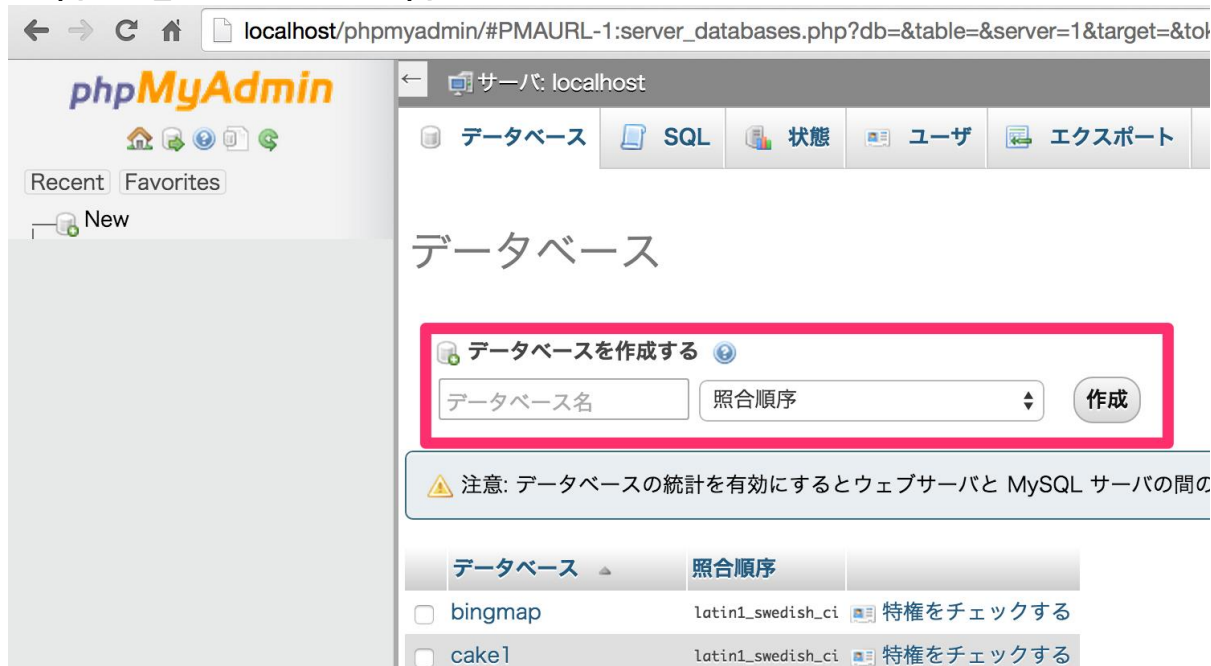 localhost/phpmyadmin/#PMAURL-1:server_databases.php?db=&table=&server=1&target=&tok
phpMyAdmin
Recent Favorites
New
サーバ: localhost
データベース SQL 状態 ユーザ エクスポート
データベース
データベースを作成する
データベース名 照合順序 作成
注意: データベースの統計を有効にするとウェブサーバと MySQL サーバの間の
データベース 照合順序
bingmap latin1_swedish_ci 特権をチェックする
cake1 latin1_swedish_ci 特権をチェックする